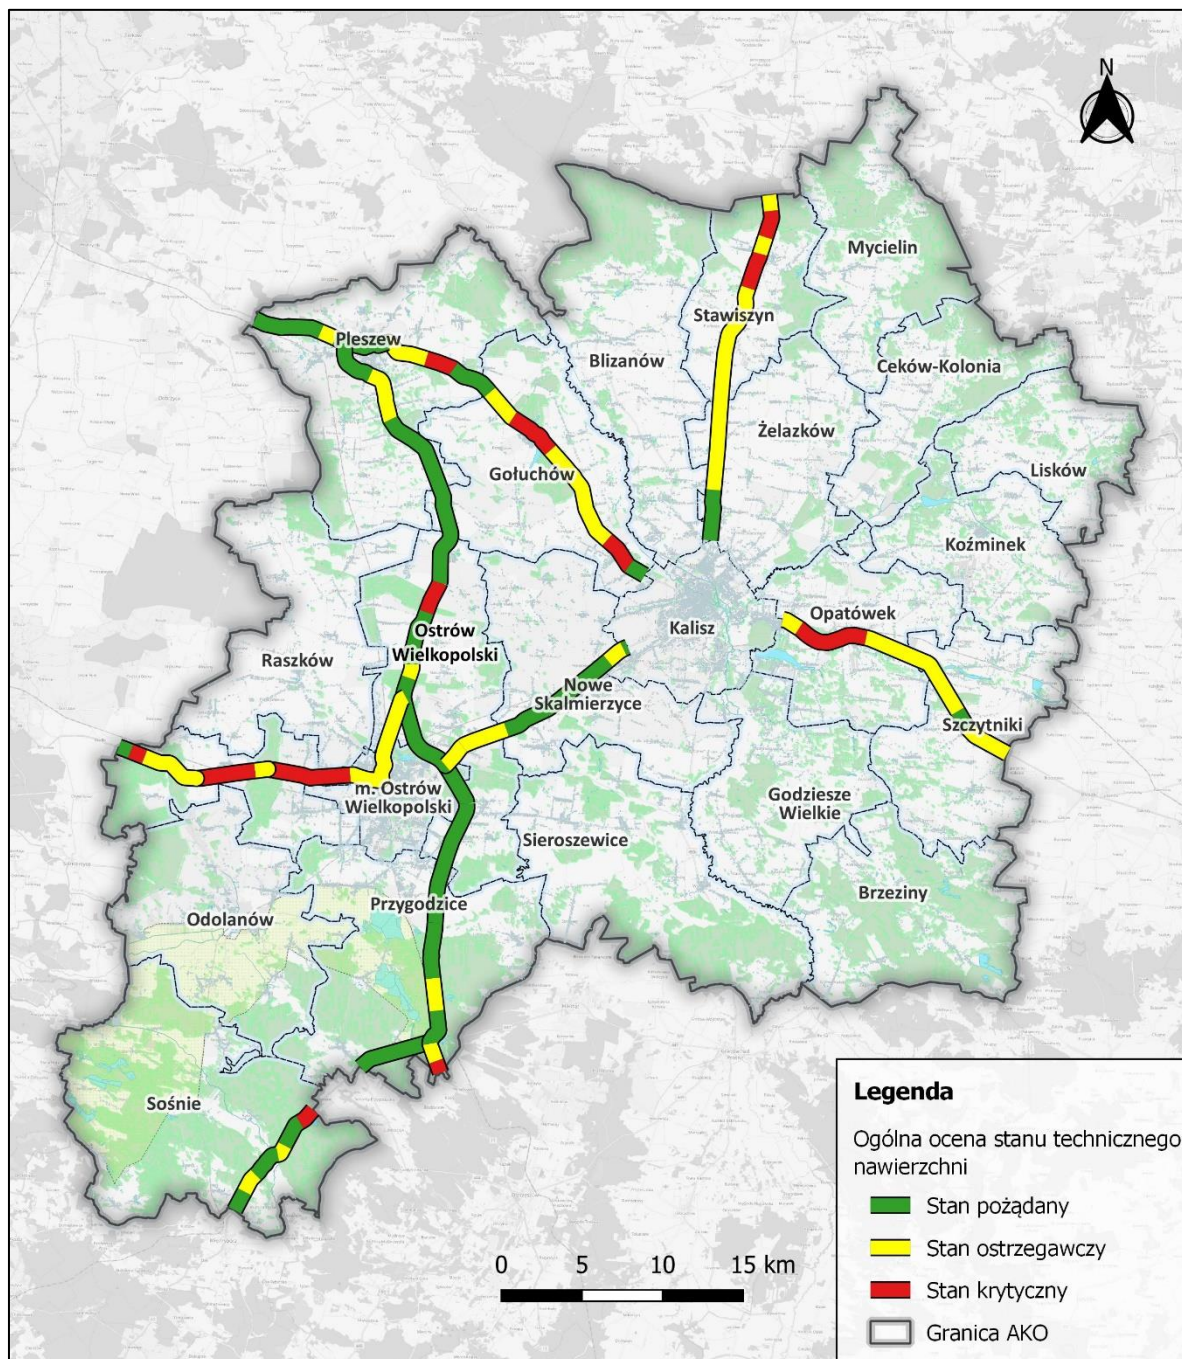 N
Mycielin
Stawiszyn
Pleszew
Blizanów
Ceków-Kolonia
Żelazków
Lisków
Gołuchów
Koźminek
Opatówek
Kalisz
Ostrów
Wielkopolski
Raszków
Nowe
Skalmierzyce
Szczytniki
m. Ostrów
Wielkopolski
Godziesze
Wielkie
Sieroszewice
Brzeziny
Przygodzice
Odolanów
Sośnie
Legenda
Ogólna ocena stanu technicznego
nawierzchni
Stan pożądany
Stan ostrzegawczy
Stan krytyczny
Granica AKO
0 5 10 15 km